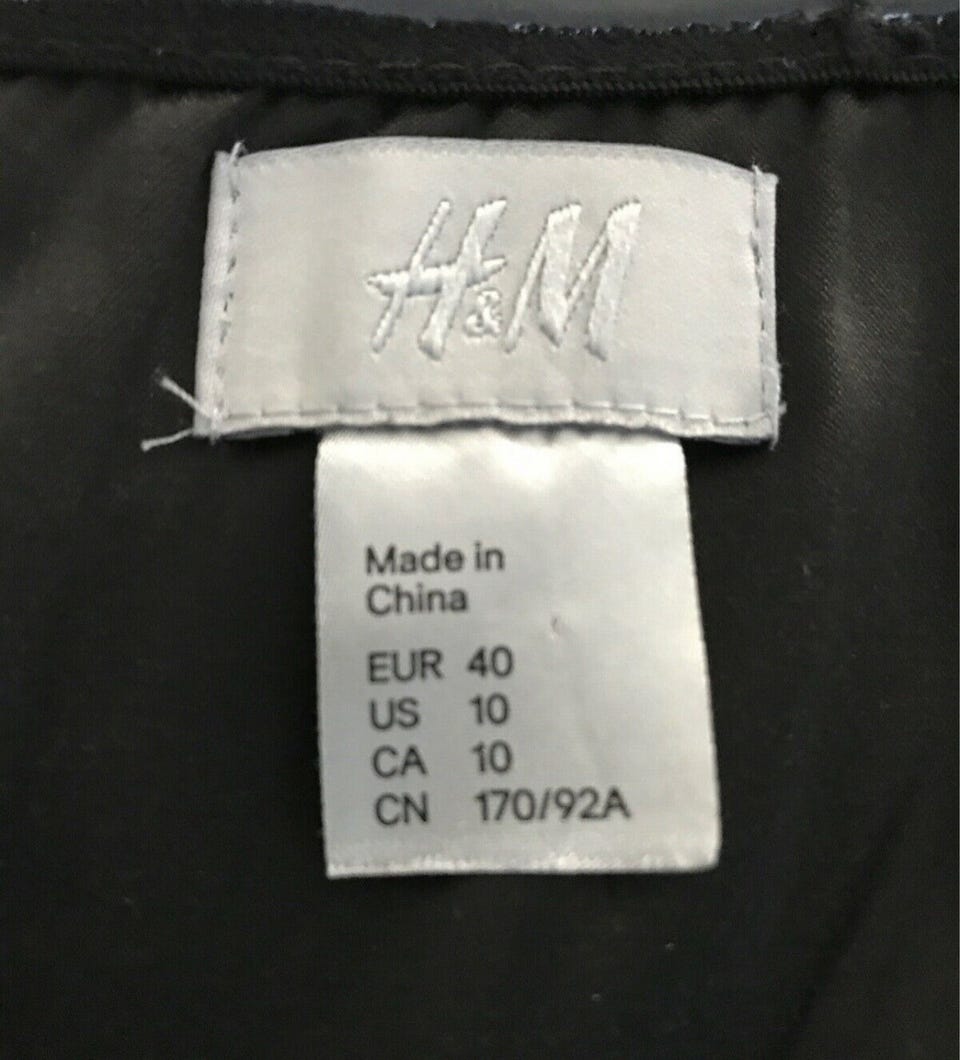 H&M
Made in
China
EUR 40
US 10
CA 10
CN 170/92A